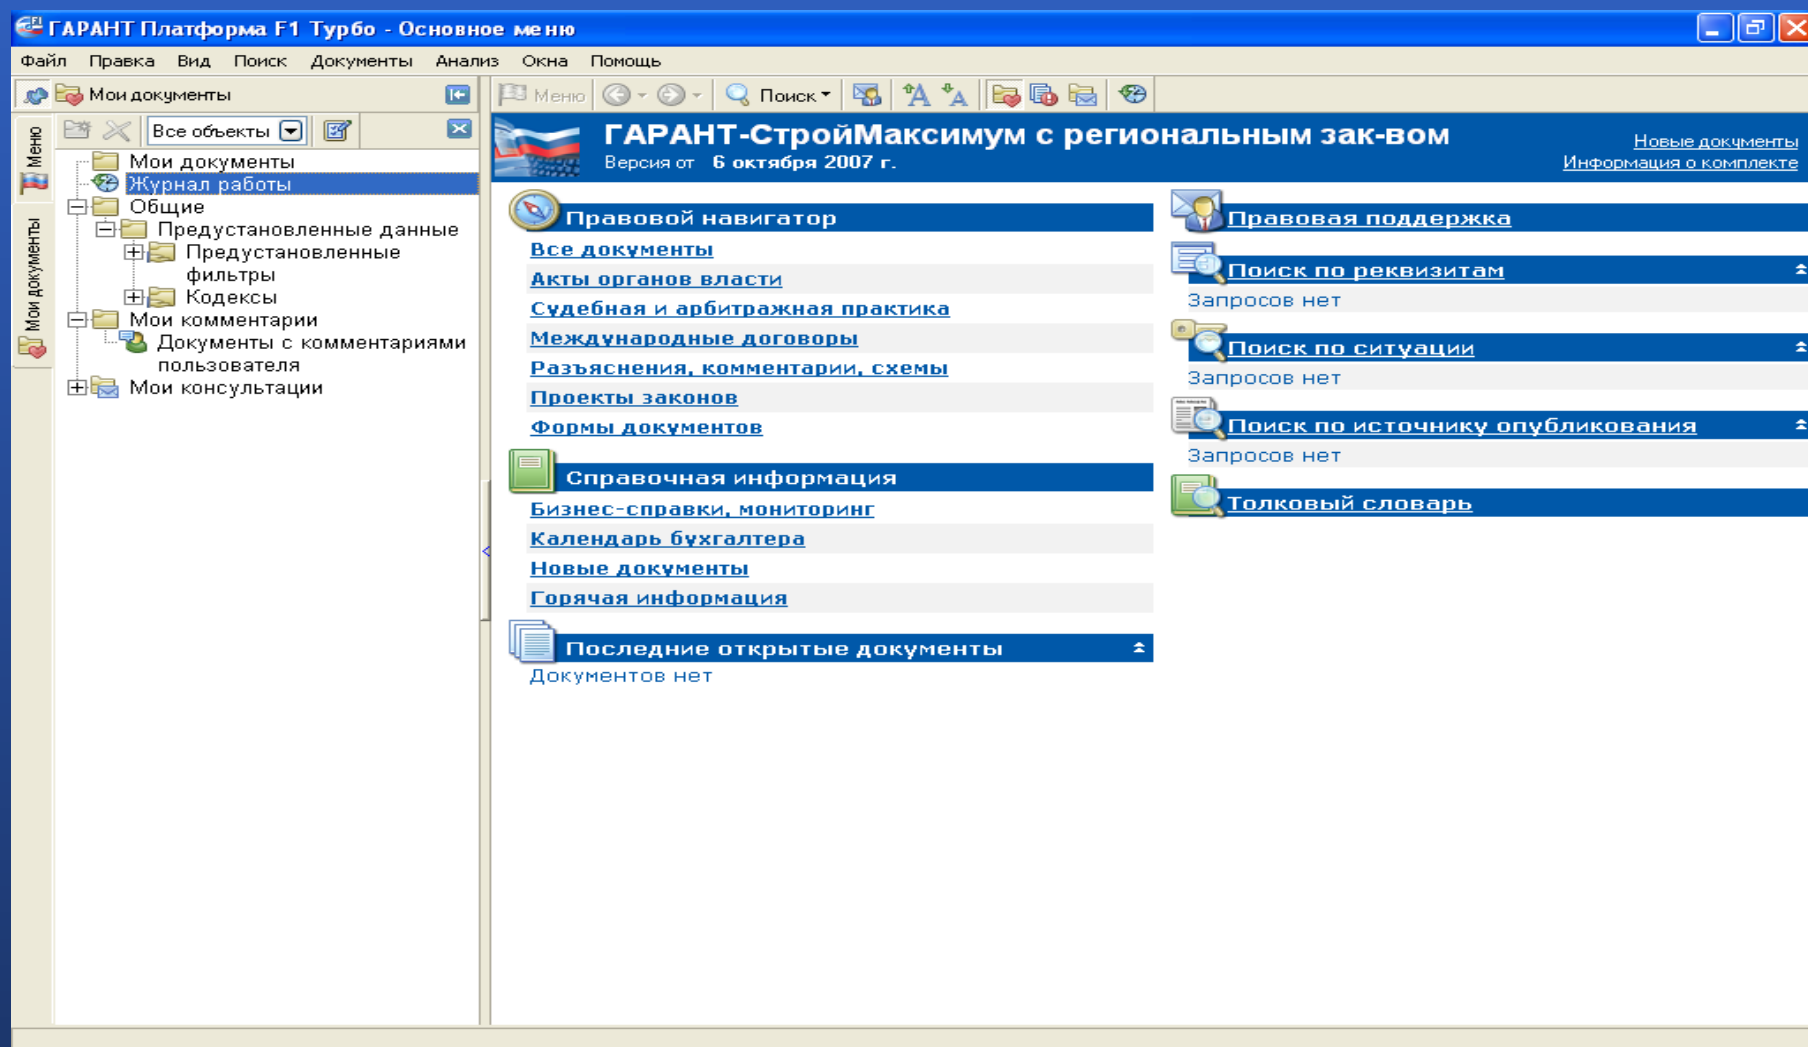 ГАРАНТ Платформа F1 Турбо - Основное меню
Файл Правка Вид Поиск Документы Анализ Окна Помощь
Мои документы
Меню Поиск
Все объекты
Меню
Мои документы
Мои документы
Журнал работы
Общие
Предустановленные данные
Предустановленные
фильтры
Кодексы
Мои комментарии
Документы с комментариями
пользователя
Мои консультации
ГАРАНТ-СтройМаксимум с региональным зак-вом
Версия от 6 октября 2007 г.
Новые документы
Информация о комплекте
Правовой навигатор
Все документы
Акты органов власти
Судебная и арбитражная практика
Международные договоры
Разъяснения, комментарии, схемы
Проекты законов
Формы документов
Справочная информация
Бизнес-справки, мониторинг
Календарь бухгалтера
Новые документы
Горячая информация
Последние открытые документы
Документов нет
Правовая поддержка
Поиск по реквизитам
Запросов нет
Поиск по ситуации
Запросов нет
Поиск по источнику опубликования
Запросов нет
Толковый словарь